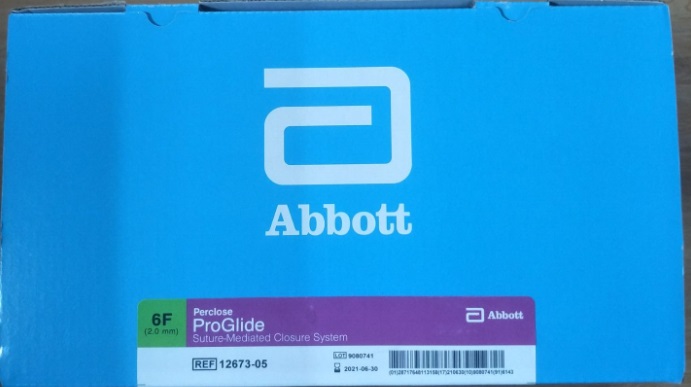 Abbott
6F
(2.0 mm)
Perclose
ProGlide
Suture-Mediated Closure System
Abbott
REF 12673-05
LOT 9080741
2021-06-30